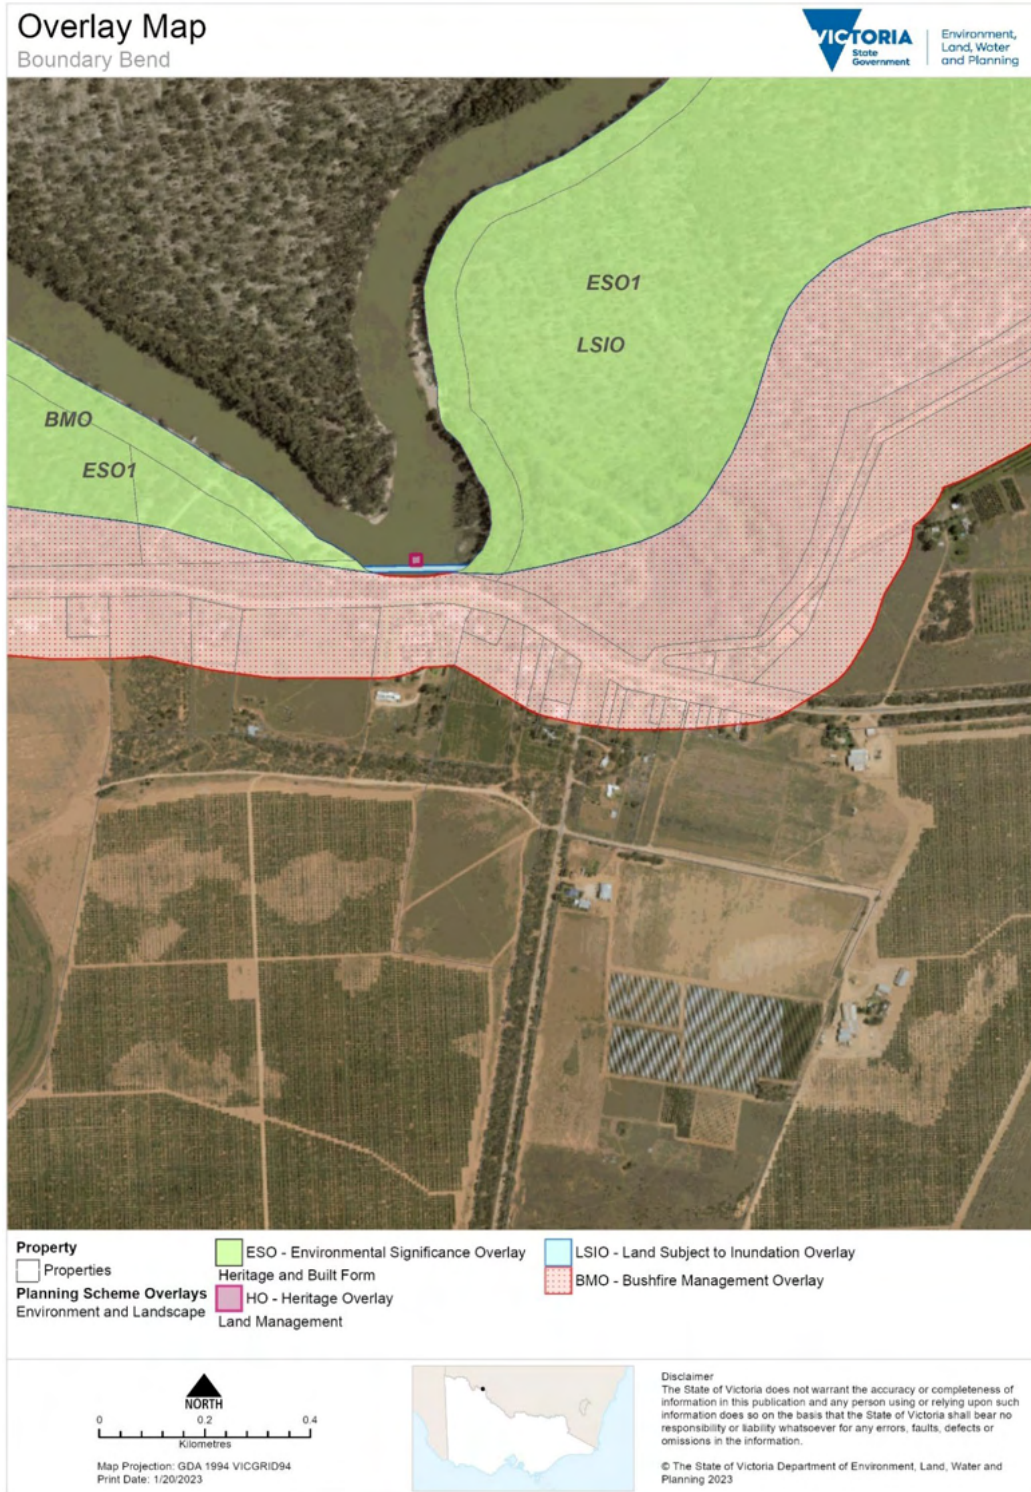 Overlay Map
Boundary Bend
VICTORIA
State
Government
Environment,
Land, Water
and Planning
ESO1
LSIO
BMO
ESO1
Property
Properties
Planning Scheme Overlays
Environment and Landscape
ESO - Environmental Significance Overlay
Heritage and Built Form
HO - Heritage Overlay
Land Management
LSIO - Land Subject to Inundation Overlay
BMO - Bushfire Management Overlay
NORTH
0 0.2 0.4
Kilometres
Map Projection: GDA 1994 VICGRID94
Print Date: 1/20/2023
Disclaimer
The State of Victoria does not warrant the accuracy or completeness of
information in this publication and any person using or relying upon such
information does so on the basis that the State of Victoria shall bear no
responsibility or liability whatsoever for any errors, faults, defects or
omissions in the information.
© The State of Victoria Department of Environment, Land, Water and
Planning 2023